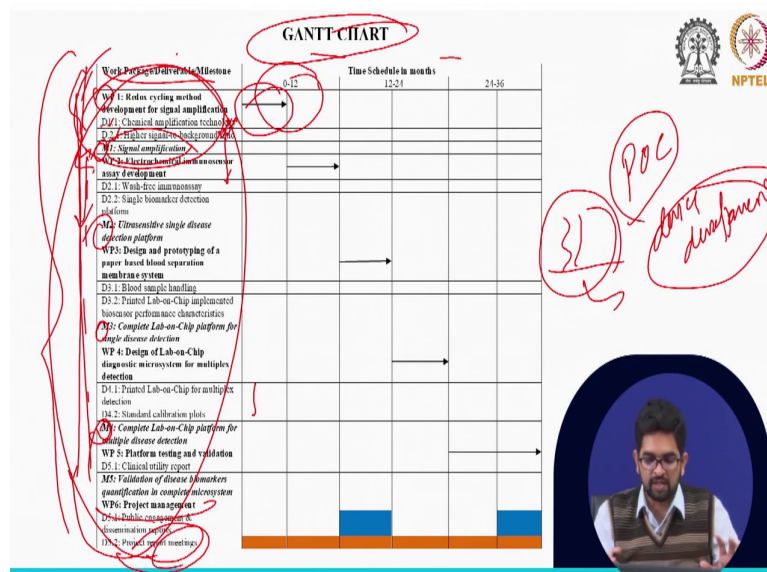 GANTT CHART
NPTEL
Work Package/Deliverable/Milestone
Time Schedule in months
0-12
12-24
24-36
WP 1: Redox cycling method
development for signal amplification
D1.1: Chemical amplification technology
D.2.1: Higher signal-to-background ratio
M1: Signal amplification
WP 2: Electrochemical immunosensor
assay development
D2.1: Wash-free immunoassay
D2.2: Single biomarker detection
platform
M2: Ultrasensitive single disease
detection platform
WP3: Design and prototyping of a
paper based blood separation
membrane system
D3.1: Blood sample handling
D3.2: Printed Lab-on-Chip implemented
biosensor performance characteristics
M3: Complete Lab-on-Chip platform for
single disease detection
WP 4: Design of Lab-on-Chip
diagnostic microsystem for multiplex
detection
D4.1: Printed Lab-on-Chip for multiplex
detection
D4.2: Standard calibration plots
M4: Complete Lab-on-Chip platform for
multiple disease detection
WP 5: Platform testing and validation
D5.1: Clinical utility report
M5: Validation of disease biomarkers
quantification in complete microsystem
WP6: Project management
D5.1: Public engagement &
dissemination reports
D5.2: Project report meetings
POC
device
development